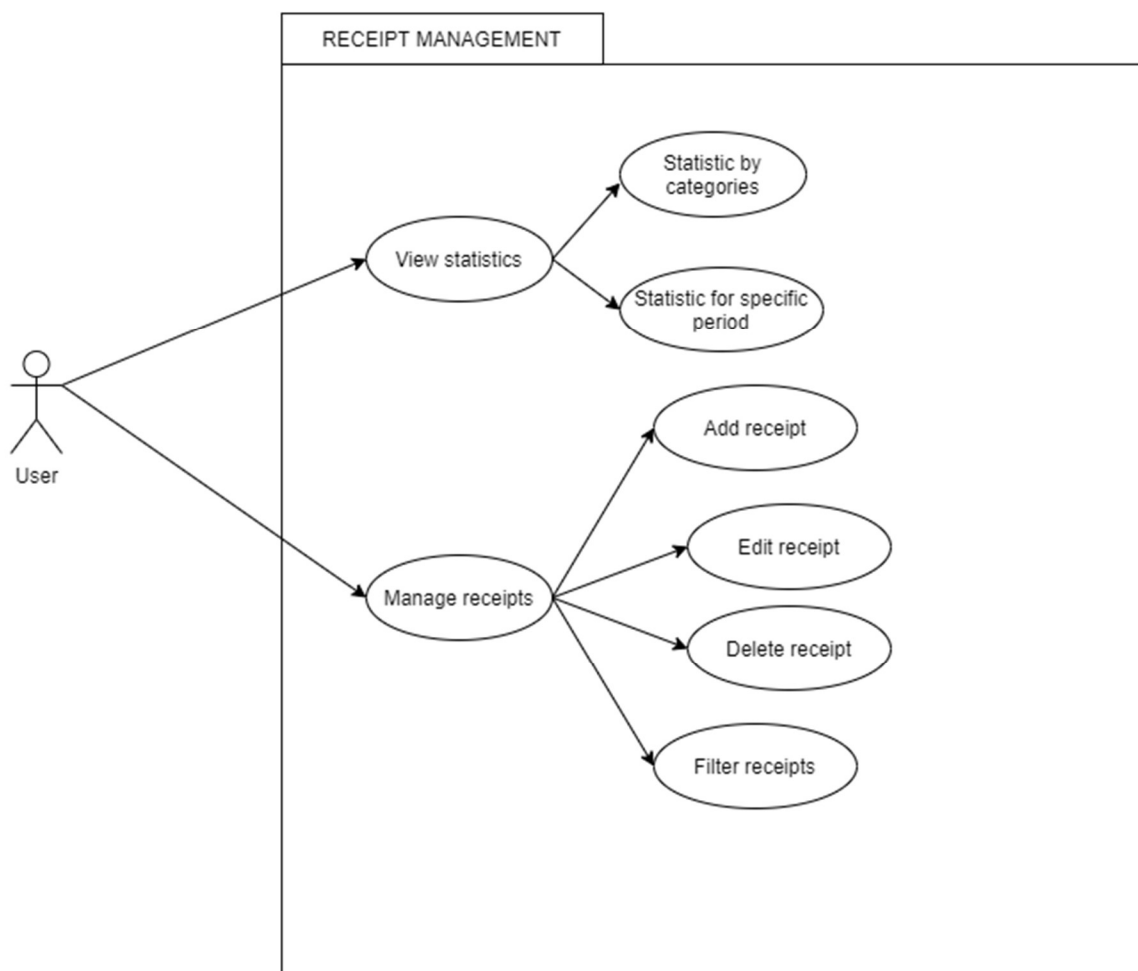 RECEIPT MANAGEMENT
Statistic by
categories
View statistics
Statistic for specific
period
Add receipt
User
Edit receipt
Manage receipts
Delete receipt
Filter receipts